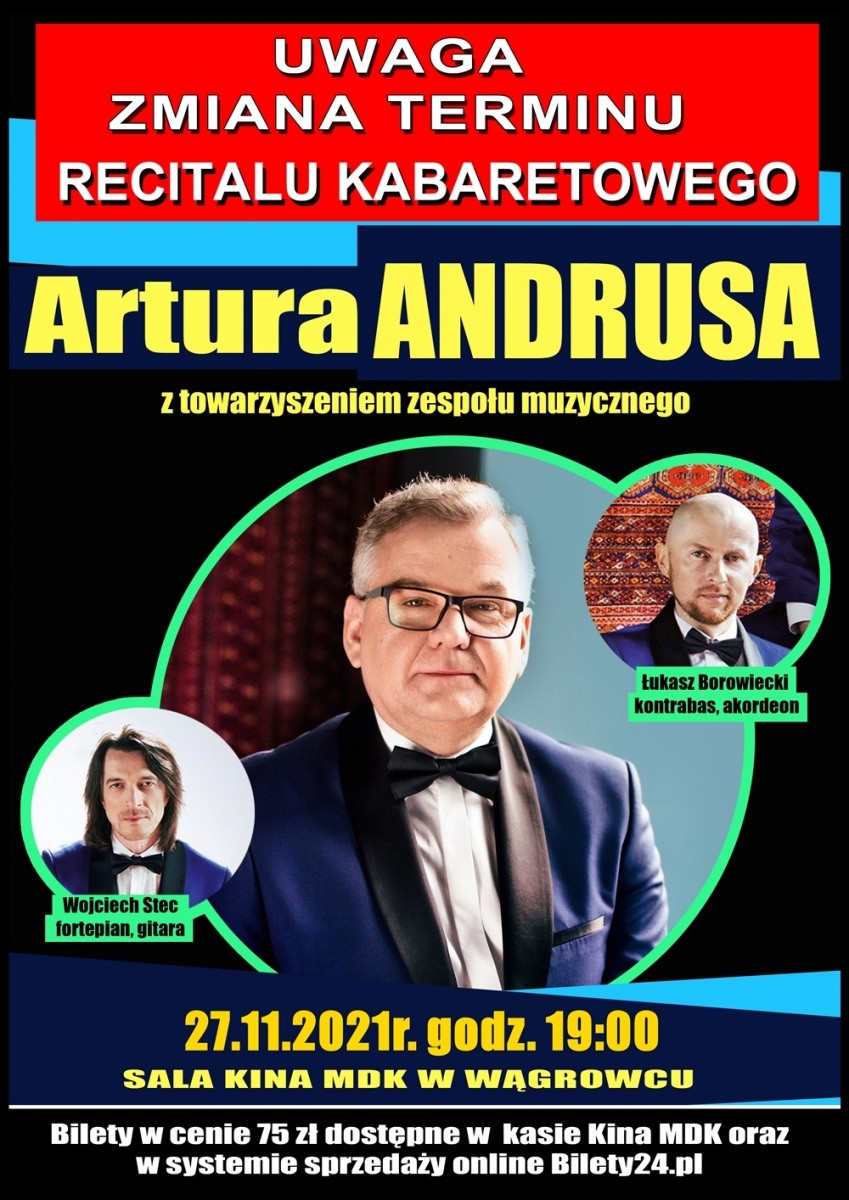 UWAGA
ZMIANA TERMINU
RECITALU KABARETOWEGO
Artura ANDRUSA
z towarzyszeniem zespołu muzycznego
Łukasz Borowiecki
kontrabas, akordeon
Wojciech Stec
fortepian, gitara
27.11.2021r. godz. 19:00
SALA KINA MDK W WĄGROWCU
Bilety w cenie 75 zł dostępne w kasie Kina MDK oraz
w systemie sprzedaży online Bilety24.pl